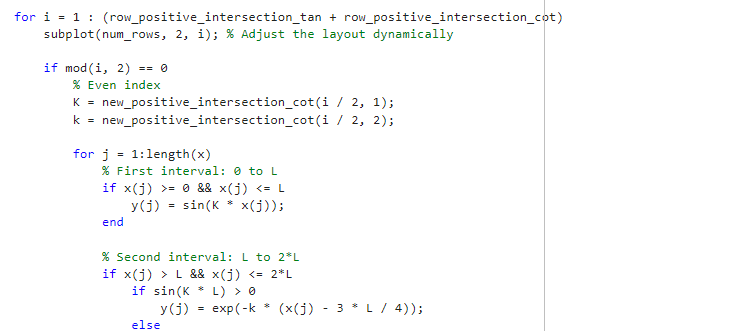 for i = 1 : (row_positive_intersection_tan + row_positive_intersection_cot)
subplot(num_rows, 2, i); % Adjust the layout dynamically
if mod(i, 2) == 0
% Even index
K = new_positive_intersection_cot(i / 2, 1);
k = new_positive_intersection_cot(i / 2, 2);
for j = 1:length(x)
% First interval: 0 to L
if x(j) >= 0 && x(j) <= L
y(j) = sin(K * x(j));
end
% Second interval: L to 2*L
if x(j) > L && x(j) <= 2*L
if sin(K * L) > 0
y(j) = exp(-k * (x(j) - 3 * L / 4));
else